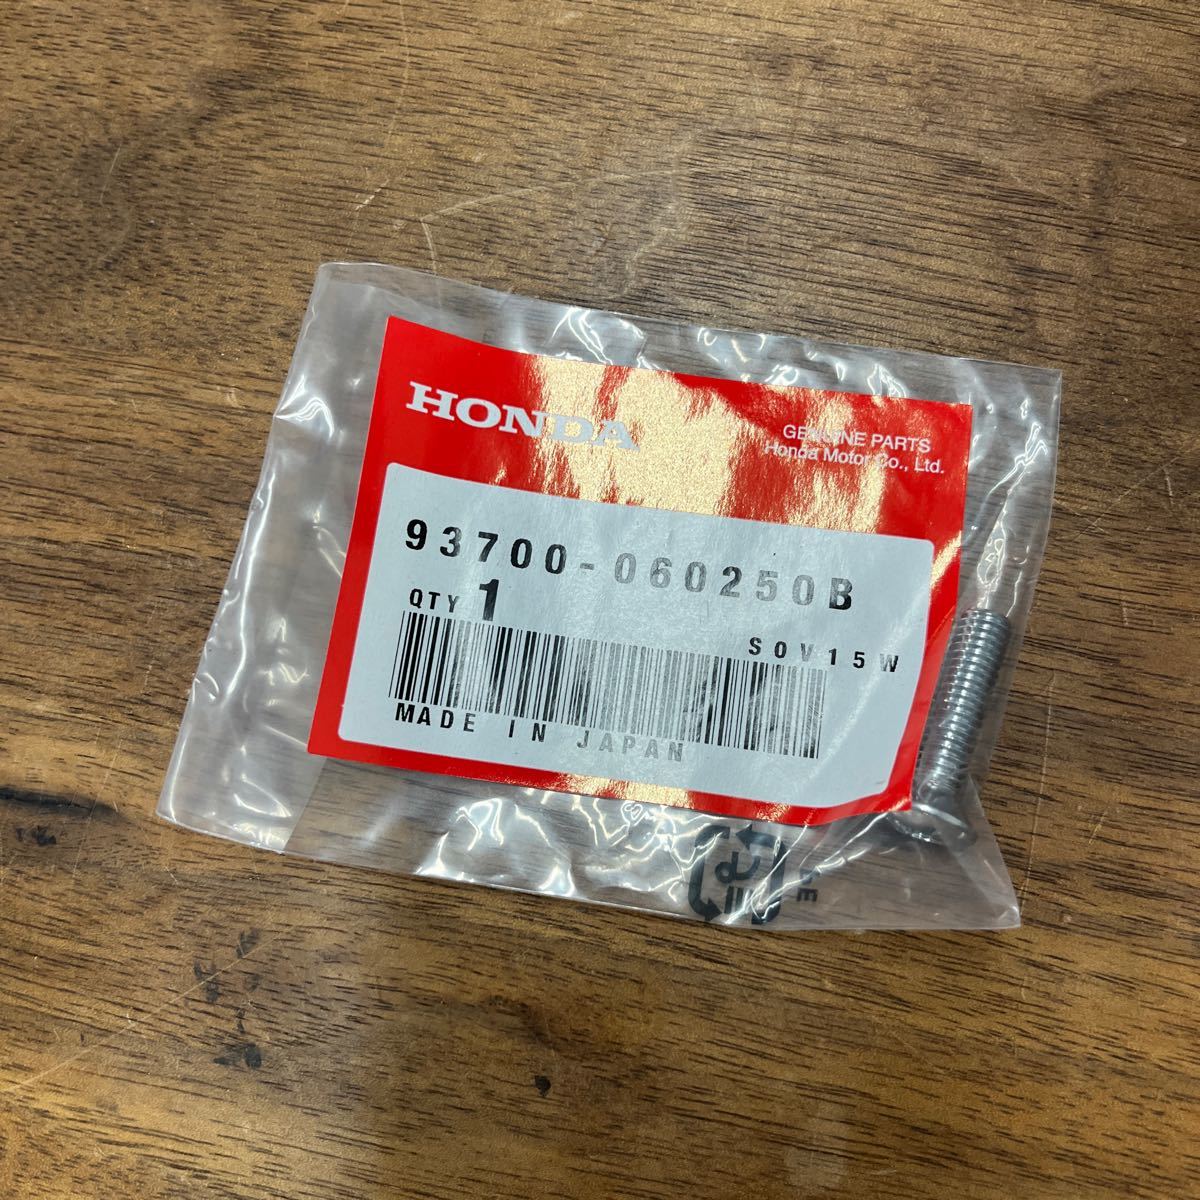 HONDA
GENUINE PARTS
Honda Motor Co., Ltd.
93700-060250B
QTY 1
S0V15W
MADE IN JAPAN